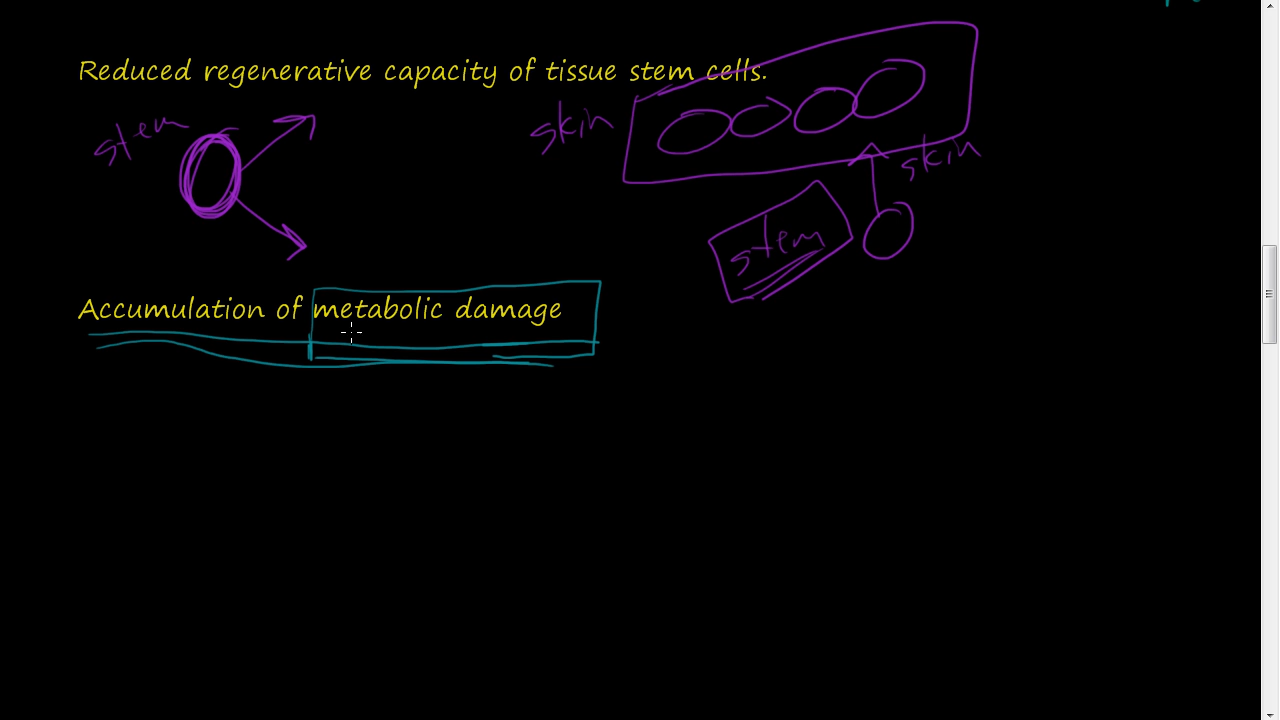 Reduced regenerative capacity of tissue stem cells.
stem
skin
skin
stem
Accumulation of metabolic damage